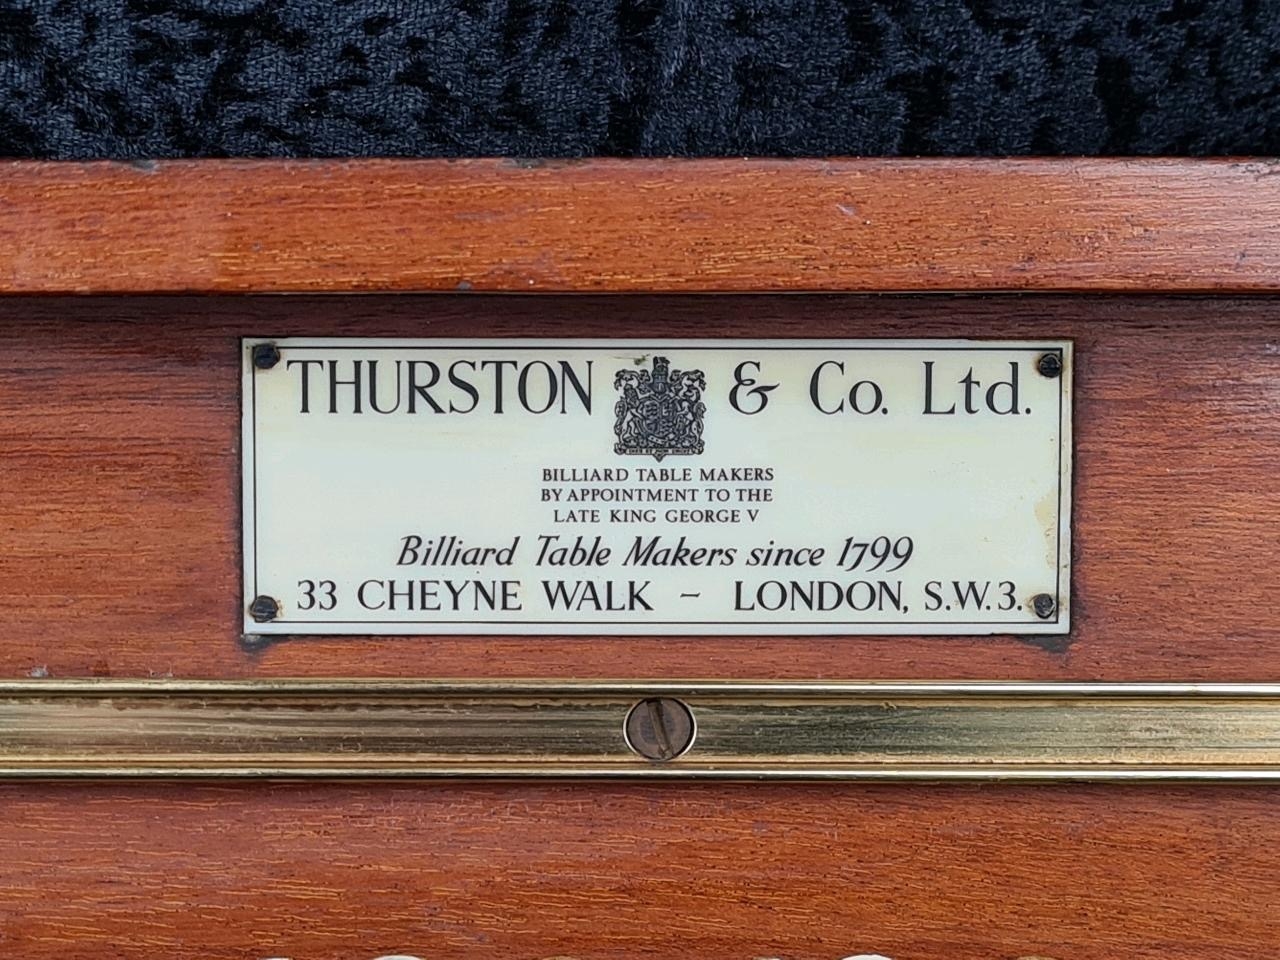 THURSTON & Co. Ltd.
BILLIARD TABLE MAKERS
BY APPOINTMENT TO THE
LATE KING GEORGE V
Billiard Table Makers since 1799
33 CHEYNE WALK – LONDON, S.W.3.